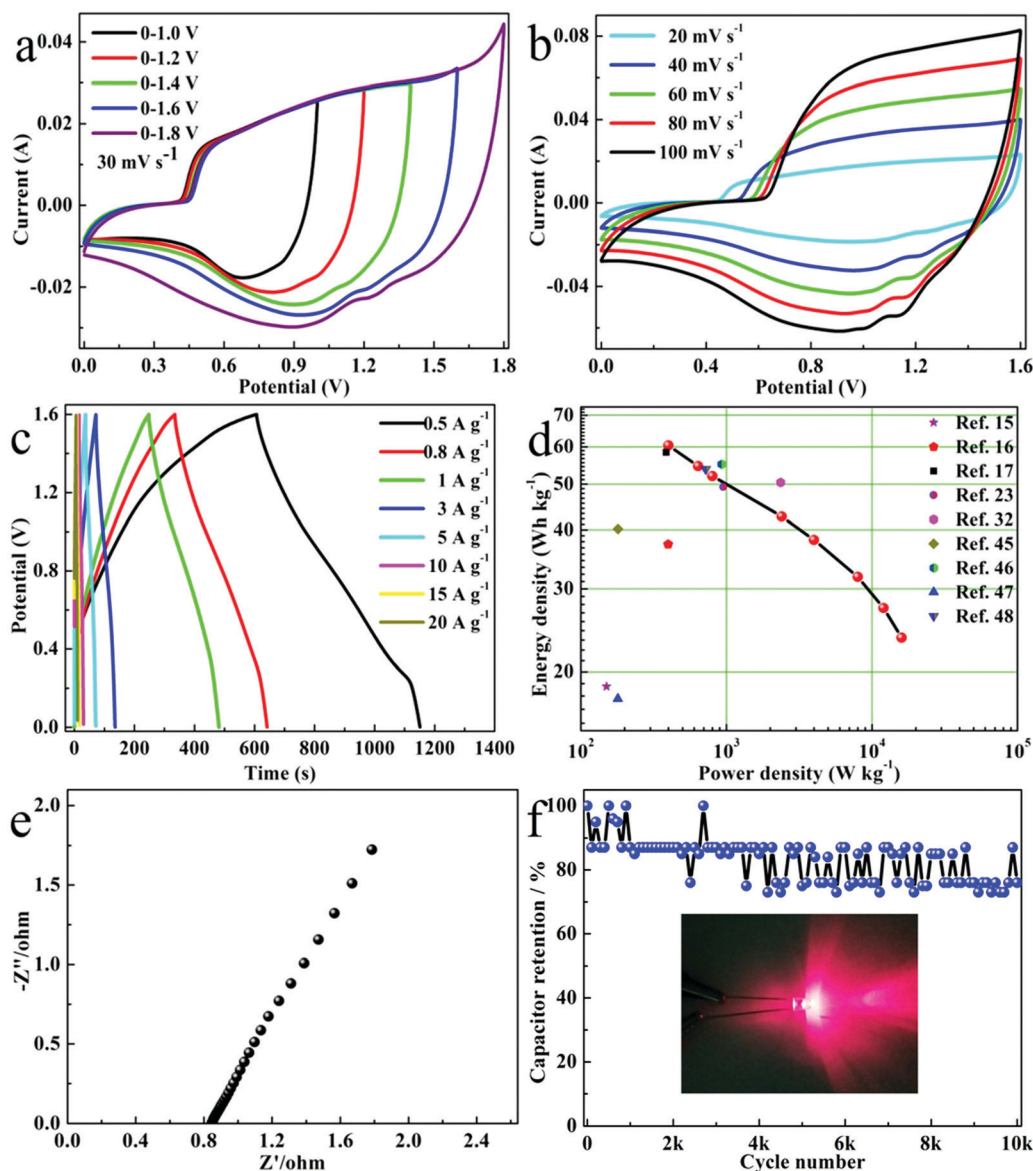 a
0-1.0 V
0-1.2 V
0-1.4 V
0-1.6 V
0-1.8 V
30 mV s⁻¹
0.04
0.02
0.00
-0.02
Current (A)
0.0 0.3 0.6 0.9 1.2 1.5 1.8
Potential (V)
b
20 mV s⁻¹
40 mV s⁻¹
60 mV s⁻¹
80 mV s⁻¹
100 mV s⁻¹
0.08
0.04
0.00
-0.04
Current (A)
0.0 0.4 0.8 1.2 1.6
Potential (V)
c
0.5 A g⁻¹
0.8 A g⁻¹
1 A g⁻¹
3 A g⁻¹
5 A g⁻¹
10 A g⁻¹
15 A g⁻¹
20 A g⁻¹
1.6
1.2
0.8
0.4
0.0
Potential (V)
0 200 400 600 800 1000 1200 1400
Time (s)
d
Ref. 15
Ref. 16
Ref. 17
Ref. 23
Ref. 32
Ref. 45
Ref. 46
Ref. 47
Ref. 48
70
60
50
40
30
20
Energy density (Wh kg⁻¹)
10² 10³ 10⁴ 10⁵
Power density (W kg⁻¹)
e
2.0
1.5
1.0
0.5
0.0
-Z''/ohm
0.0 0.4 0.8 1.2 1.6 2.0 2.4
Z'/ohm
f
100
80
60
40
20
0
Capacitor retention / %
0 2k 4k 6k 8k 10k
Cycle number